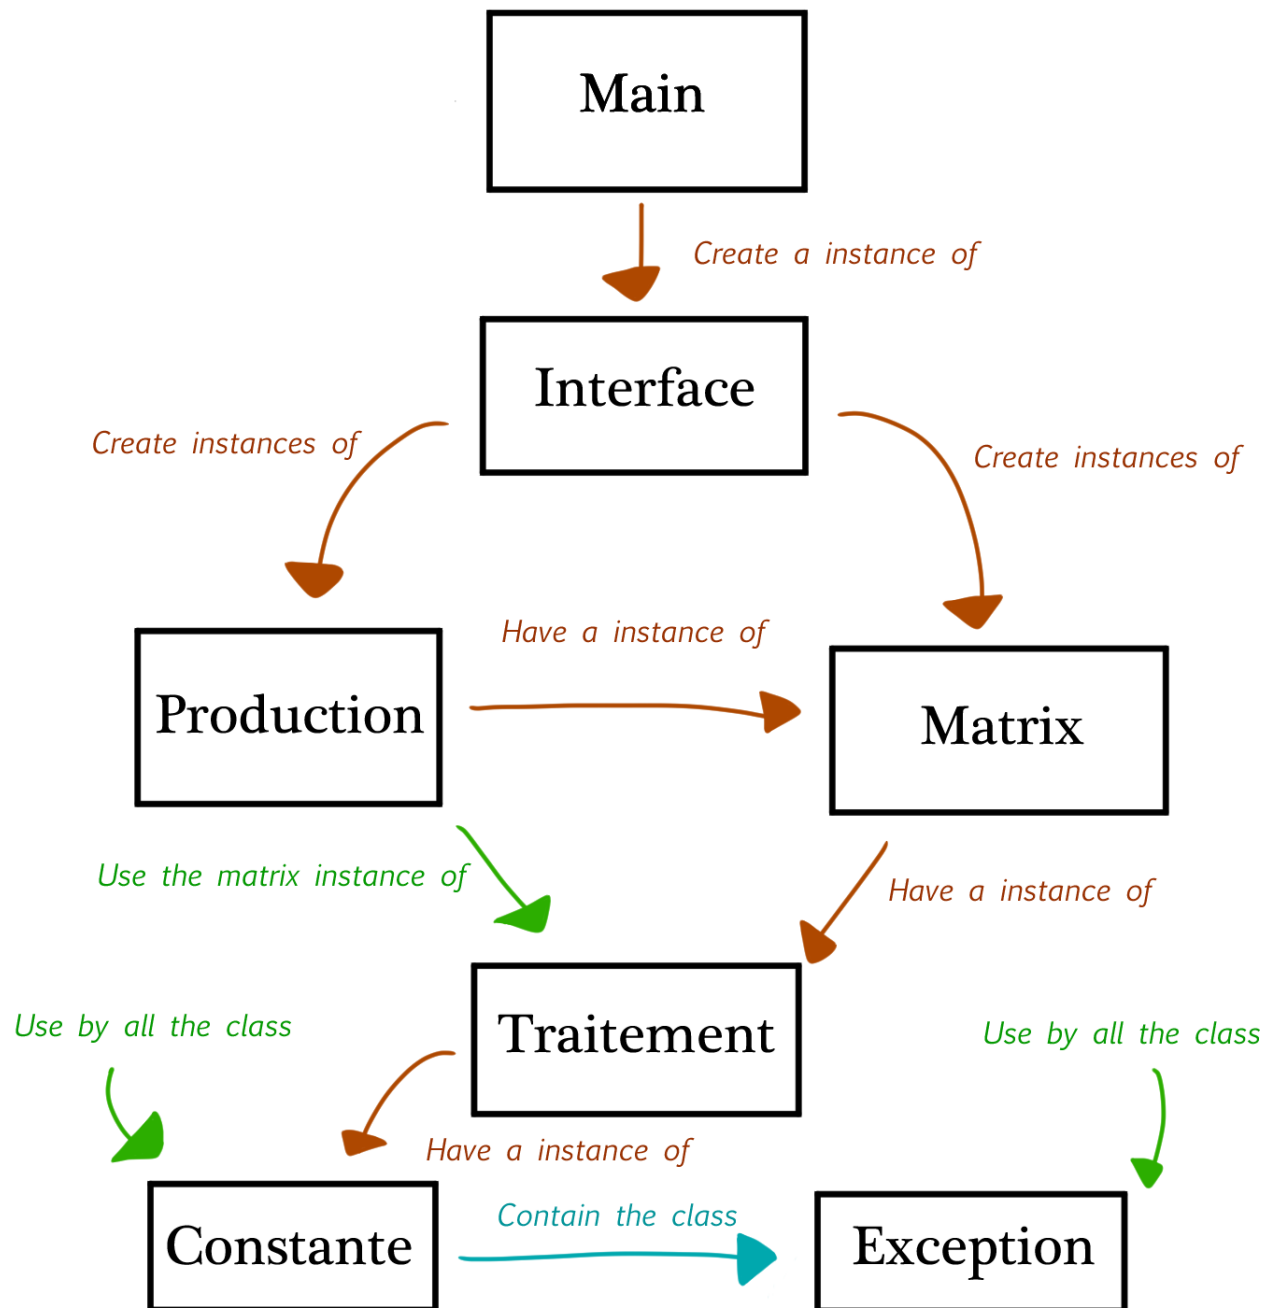 Main
Create a instance of
Interface
Create instances of
Create instances of
Have a instance of
Production
Matrix
Use the matrix instance of
Have a instance of
Use by all the class
Traitement
Use by all the class
Have a instance of
Contain the class
Constante
Exception